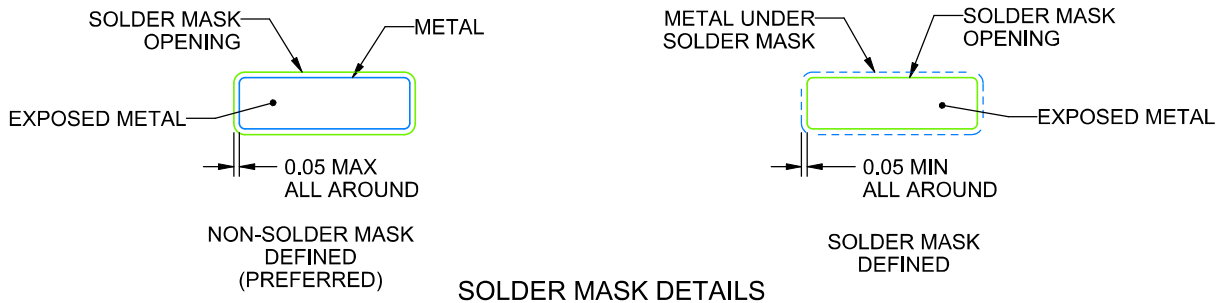 SOLDER MASK
OPENING
METAL
EXPOSED METAL
0.05 MAX
ALL AROUND
NON-SOLDER MASK
DEFINED
(PREFERRED)
METAL UNDER
SOLDER MASK
SOLDER MASK
OPENING
EXPOSED METAL
0.05 MIN
ALL AROUND
SOLDER MASK
DEFINED
SOLDER MASK DETAILS